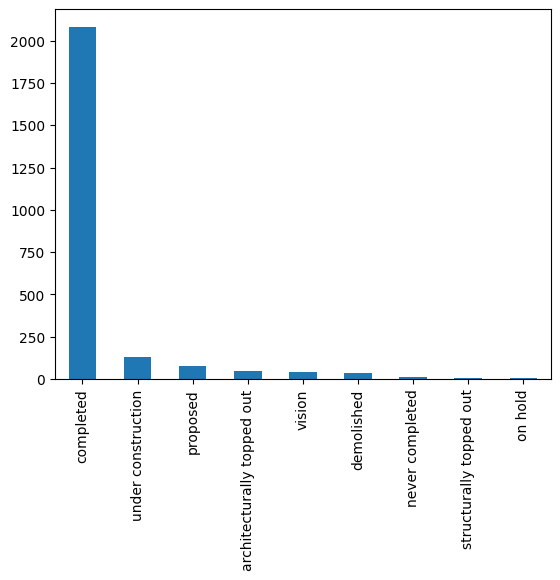 2000
1750
1500
1250
1000
750
500
250
0
completed
under construction
proposed
architecturally topped out
vision
demolished
never completed
structurally topped out
on hold